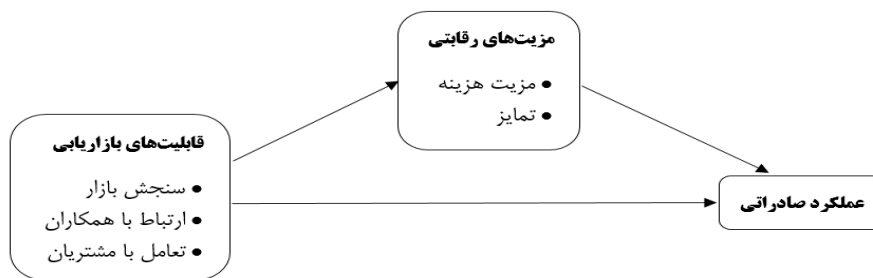 مزیت‌های رقابتی
● مزیت هزینه
● تمایز
قابلیت‌های بازاریابی
● سنجش بازار
● ارتباط با همکاران
● تعامل با مشتریان
عملکرد صادراتی